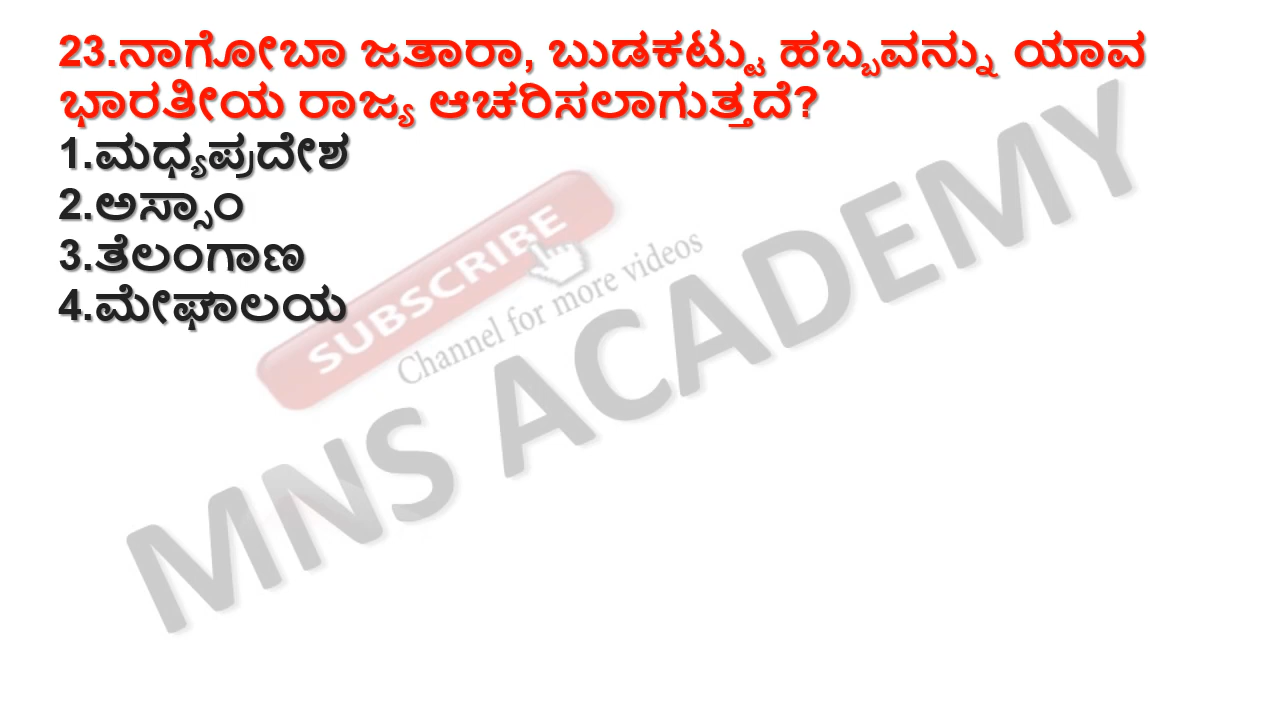 23.ನಾಗೋಬಾ ಜತಾರಾ, ಬುಡಕಟ್ಟು ಹಬ್ಬವನ್ನು ಯಾವ
ಭಾರತೀಯ ರಾಜ್ಯ ಆಚರಿಸಲಾಗುತ್ತದೆ?
1.ಮಧ್ಯಪ್ರದೇಶ
2.ಅಸ್ಸಾಂ
3.ತೆಲಂಗಾಣ
4.ಮೇಘಾಲಯ
SUBSCRIBE
Channel for more videos
MNS ACADEMY